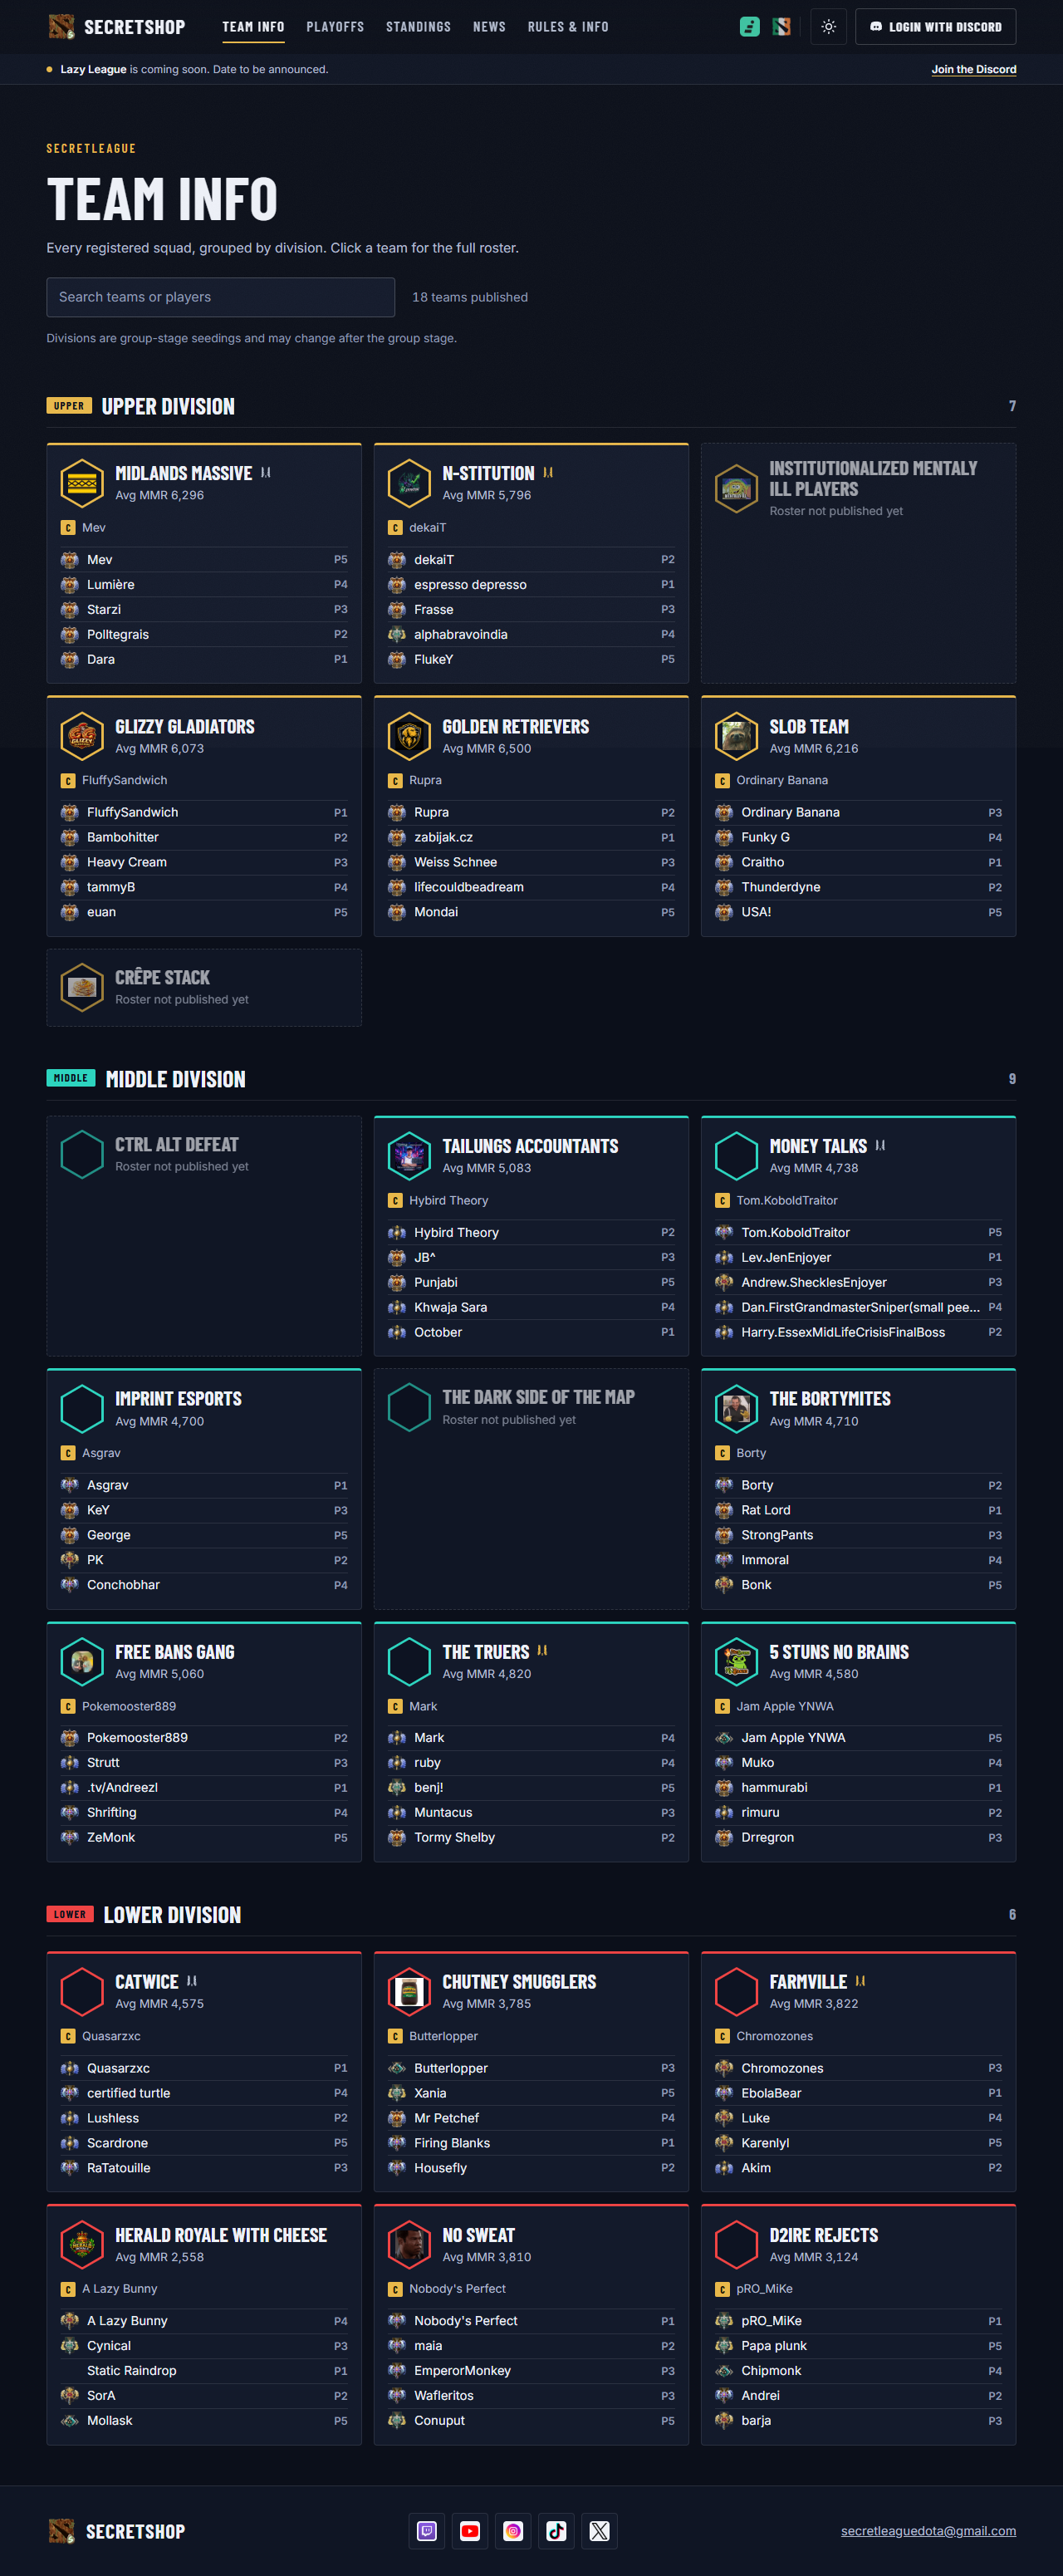 SECRETSHOP
TEAM INFO PLAYOFFS STANDINGS NEWS RULES & INFO
LOGIN WITH DISCORD
Lazy League is coming soon. Date to be announced.
Join the Discord
SECRETLEAGUE
TEAM INFO
Every registered squad, grouped by division. Click a team for the full roster.
Search teams or players
18 teams published
Divisions are group-stage seedings and may change after the group stage.
UPPER UPPER DIVISION 7
MIDLANDS MASSIVE
Avg MMR 6,296
C Mev
Mev P5
Lumière P4
Starzi P3
Polltegrais P2
Dara P1
N-STITUTION
Avg MMR 5,796
C dekaiT
dekaiT P2
espresso depresso P1
Frasse P3
alphabravoindia P4
FlukeY P5
INSTITUTIONALIZED MENTALY
ILL PLAYERS
Roster not published yet
GLIZZY GLADIATORS
Avg MMR 6,073
C FluffySandwich
FluffySandwich P1
Bambohitter P2
Heavy Cream P3
tammyB P4
euan P5
GOLDEN RETRIEVERS
Avg MMR 6,500
C Rupra
Rupra P2
zabijak.cz P1
Weiss Schnee P3
lifecouldbeadream P4
Mondai P5
SLOB TEAM
Avg MMR 6,216
C Ordinary Banana
Ordinary Banana P3
Funky G P4
Craitho P1
Thunderdyne P2
USA! P5
CRÊPE STACK
Roster not published yet
MIDDLE MIDDLE DIVISION 9
CTRL ALT DEFEAT
Roster not published yet
TAILUNGS ACCOUNTANTS
Avg MMR 5,083
C Hybird Theory
Hybird Theory P2
JB^ P3
Punjabi P5
Khwaja Sara P4
October P1
MONEY TALKS
Avg MMR 4,738
C Tom.KoboldTraitor
Tom.KoboldTraitor P5
Lev.JenEnjoyer P1
Andrew.ShecklesEnjoyer P3
Dan.FirstGrandmasterSniper(small pee... P4
Harry.EssexMidLifeCrisisFinalBoss P2
IMPRINT ESPORTS
Avg MMR 4,700
C Asgrav
Asgrav P1
KeY P3
George P5
PK P2
Conchobhar P4
THE DARK SIDE OF THE MAP
Roster not published yet
THE BORTYMITES
Avg MMR 4,710
C Borty
Borty P2
Rat Lord P1
StrongPants P3
Immoral P4
Bonk P5
FREE BANS GANG
Avg MMR 5,060
C Pokemooster889
Pokemooster889 P2
Strutt P3
.tv/Andreezl P1
Shrifting P4
ZeMonk P5
THE TRUERS
Avg MMR 4,820
C Mark
Mark P4
ruby P4
benj! P5
Muntacus P3
Tormy Shelby P2
5 STUNS NO BRAINS
Avg MMR 4,580
C Jam Apple YNWA
Jam Apple YNWA P5
Muko P4
hammurabi P1
rimuru P2
Drregron P3
LOWER LOWER DIVISION 6
CATWICE
Avg MMR 4,575
C Quasarzxc
Quasarzxc P1
certified turtle P4
Lushless P2
Scardrone P5
RaTatouille P3
CHUTNEY SMUGGLERS
Avg MMR 3,785
C Butterlopper
Butterlopper P3
Xania P5
Mr Petchef P4
Firing Blanks P1
Housefly P2
FARMVILLE
Avg MMR 3,822
C Chromozones
Chromozones P3
EbolaBear P1
Luke P4
Karenlyl P5
Akim P2
HERALD ROYALE WITH CHEESE
Avg MMR 2,558
C A Lazy Bunny
A Lazy Bunny P4
Cynical P3
Static Raindrop P1
SorA P2
Mollask P5
NO SWEAT
Avg MMR 3,810
C Nobody's Perfect
Nobody's Perfect P1
maia P2
EmperorMonkey P3
Wafleritos P3
Conuput P5
D2IRE REJECTS
Avg MMR 3,124
C pRO_MiKe
pRO_MiKe P1
Papa plunk P5
Chipmonk P4
Andrei P2
barja P3
SECRETSHOP
secretleaguedota@gmail.com